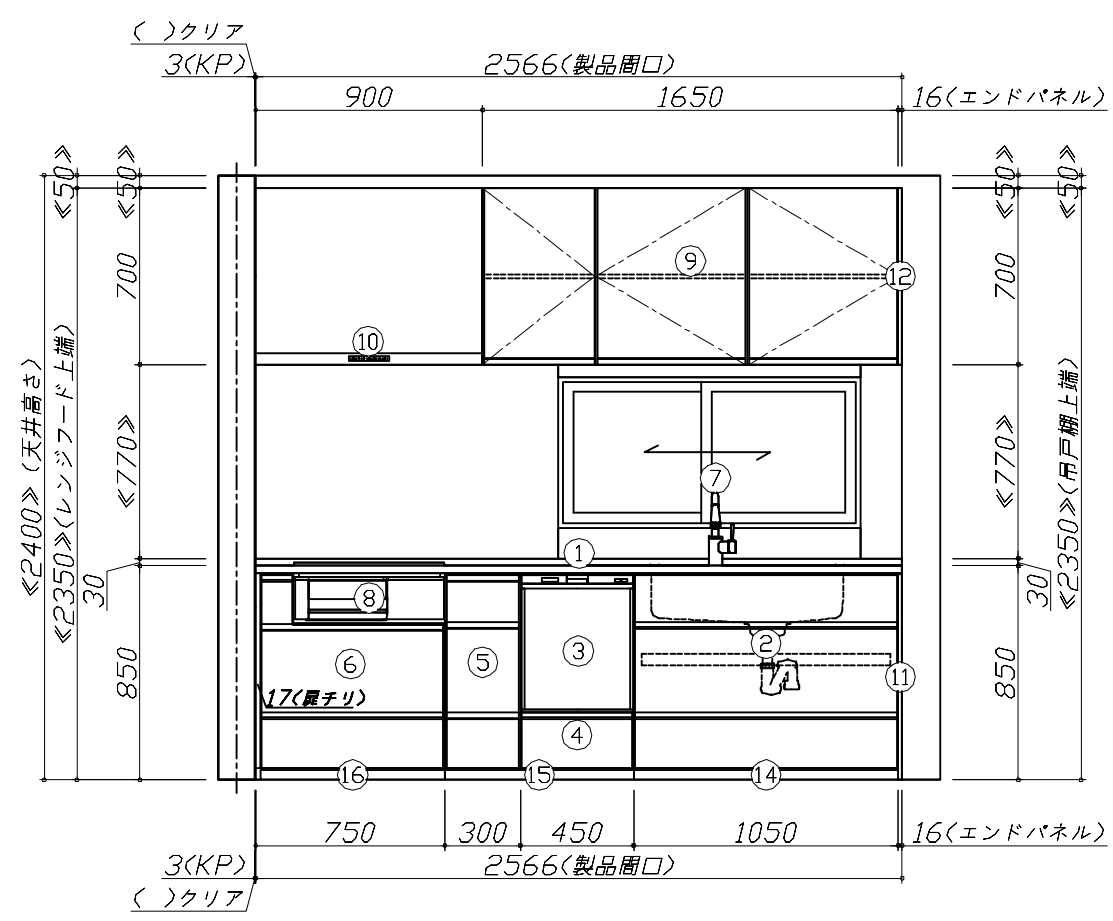 ( )クリア
3(KP)
2566(製品間口)
900
1650
16(エンドパネル)
≪50≫
≪50≫
≪50≫
≪50≫
700
700
9
12
10
≪2400≫(天井高さ)
≪2350≫(レンジフード上端)
≪770≫
≪770≫
≪2350≫(吊戸棚上端)
7
1
30
30
8
2
3
6
5
11
850
850
17(扉チリ)
4
16
15
14
750
300
450
1050
16(エンドパネル)
3(KP)
2566(製品間口)
( )クリア